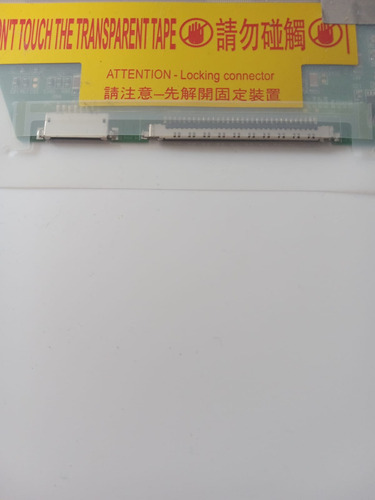 N'T TOUCH THE TRANSPARENT TAPE 請勿碰觸
ATTENTION - Locking connector
請注意—先解開固定裝置